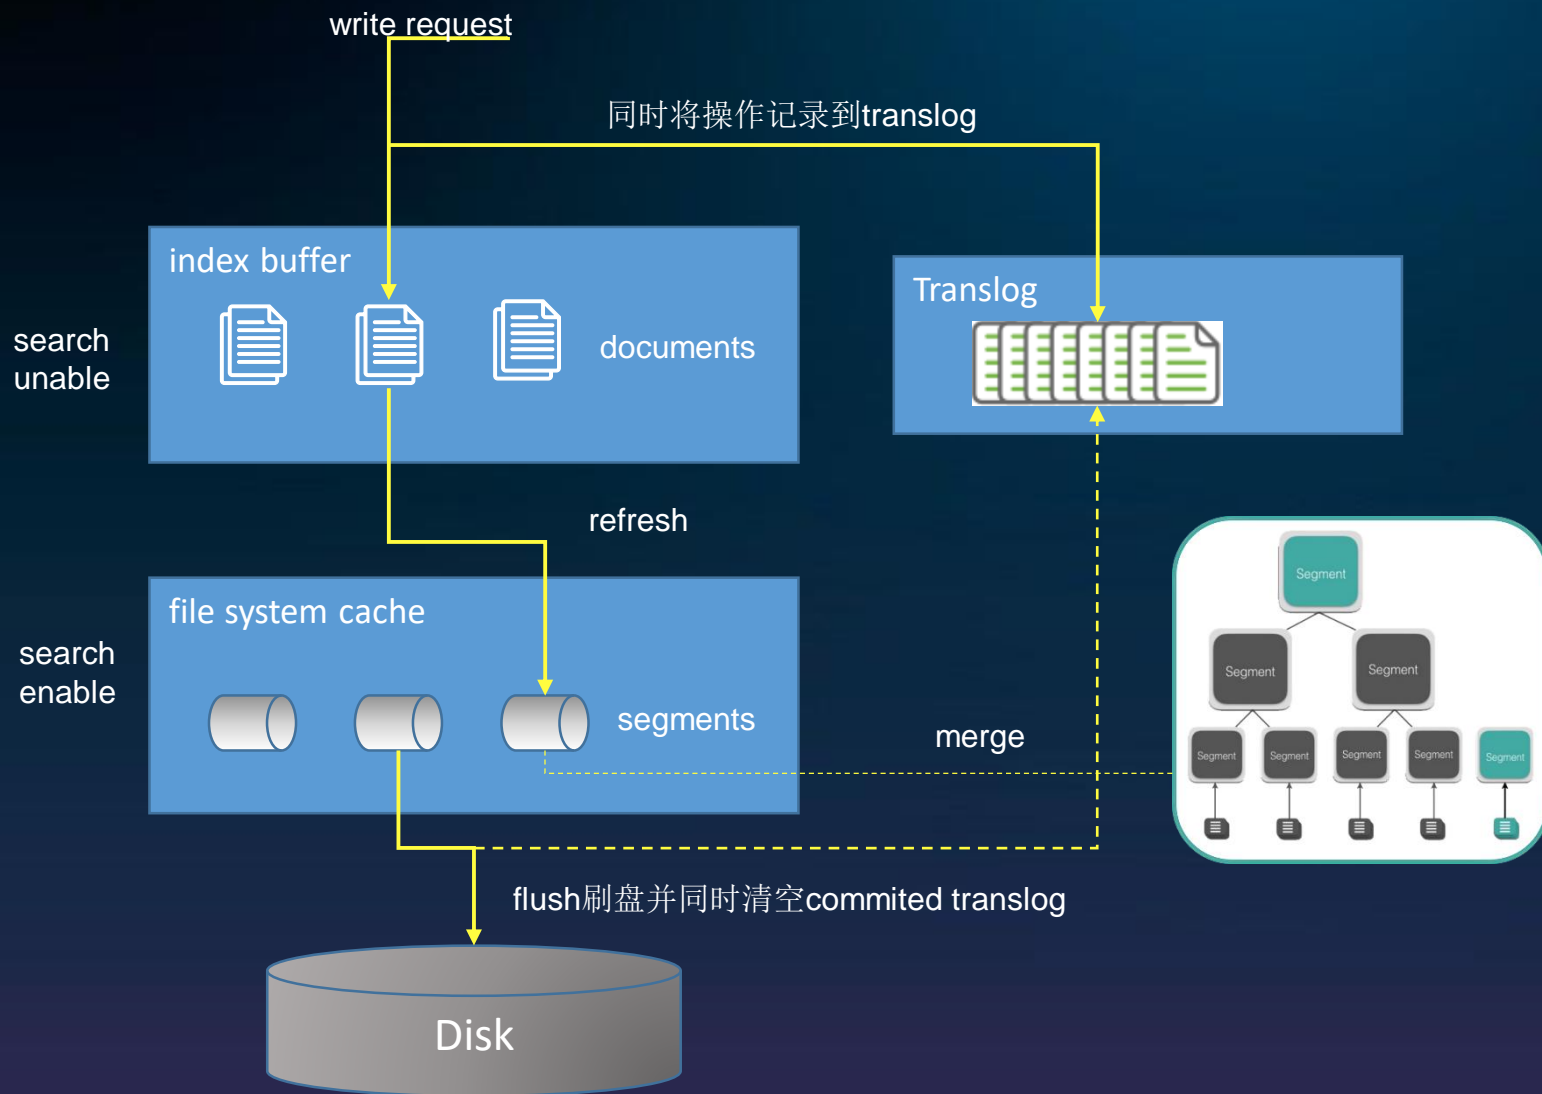 write request
同时将操作记录到translog
index buffer
Translog
documents
search
unable
refresh
file system cache
search
enable
segments
merge
Segment
Segment
Segment
Segment
Segment
Segment
Segment
Segment
flush刷盘并同时清空commited translog
Disk